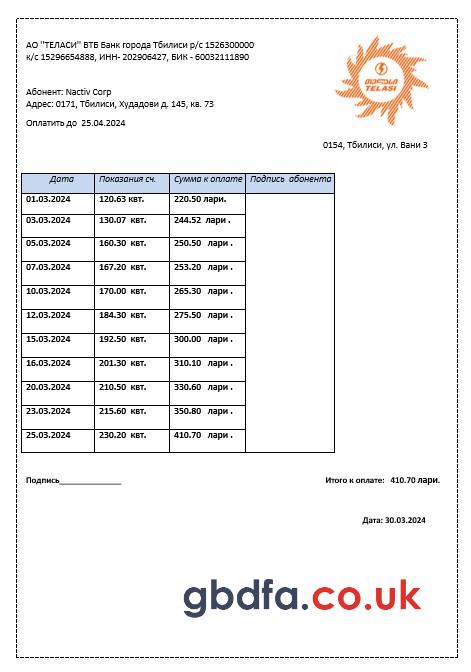 АО "ТЕЛАСИ" ВТБ Банк города Тбилиси р/с 1526300000
к/с 15296654888, ИНН- 202906427, БИК - 60032111890
თელასი
TELASI
Абонент: Nactiv Corp
Адрес: 0171, Тбилиси, Худадови д. 145, кв. 73
Оплатить до 25.04.2024
0154, Тбилиси, ул. Вани 3
Дата Показания сч. Сумма к оплате Подпись абонента
01.03.2024 120.63 квт. 220.50 лари.
03.03.2024 130.07 квт. 244.52 лари .
05.03.2024 160.30 квт. 250.50 лари .
07.03.2024 167.20 квт. 253.20 лари .
10.03.2024 170.00 квт. 265.30 лари .
12.03.2024 184.30 квт. 275.50 лари .
15.03.2024 192.50 квт. 300.00 лари .
16.03.2024 201.30 квт. 310.10 лари .
20.03.2024 210.50 квт. 330.60 лари .
23.03.2024 215.60 квт. 350.80 лари .
25.03.2024 230.20 квт. 410.70 лари .
Подпись______________ Итого к оплате: 410.70 лари.
Дата: 30.03.2024
gbdfa.co.uk